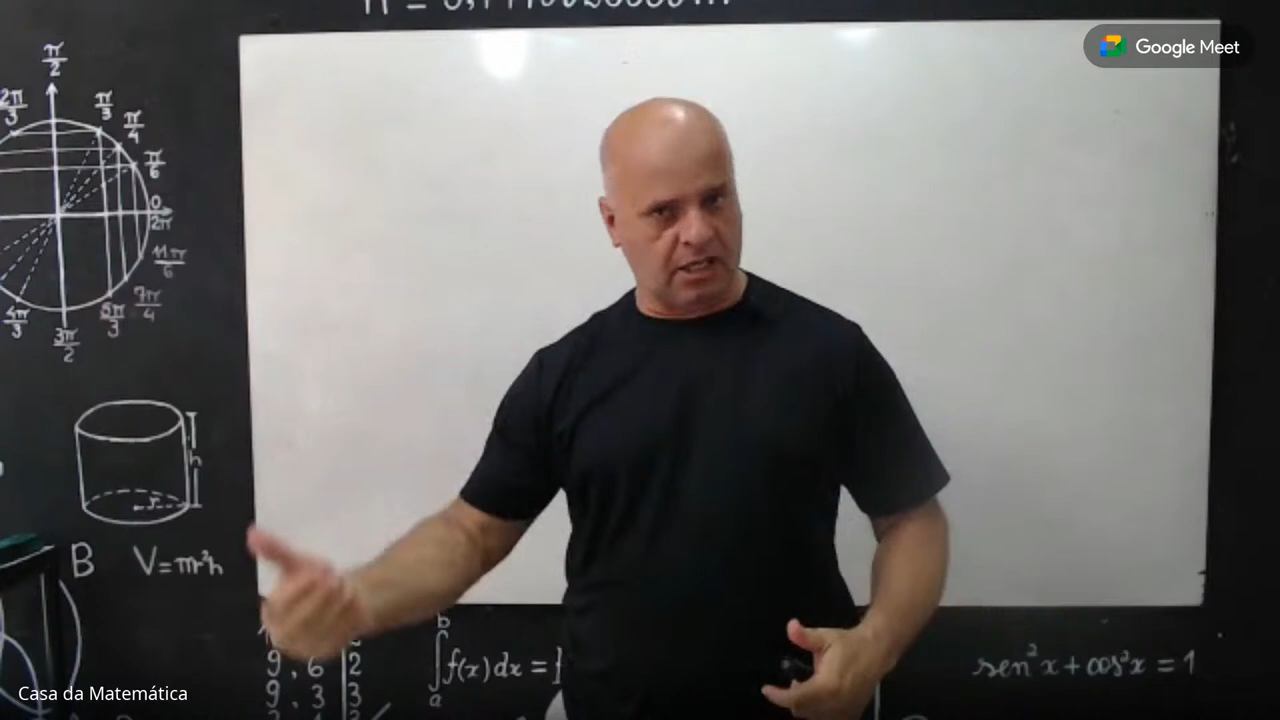 Google Meet
π/2
2π/3
π/3
π/4
π/6
0
2π
11π/6
7π/4
5π/3
3π/2
4π/3
h
r
B
V=πr²h
9, 6 | 2
9, 3 | 3
b
∫f(x)dx =
a
sen²x + cos²x = 1
Casa da Matemática